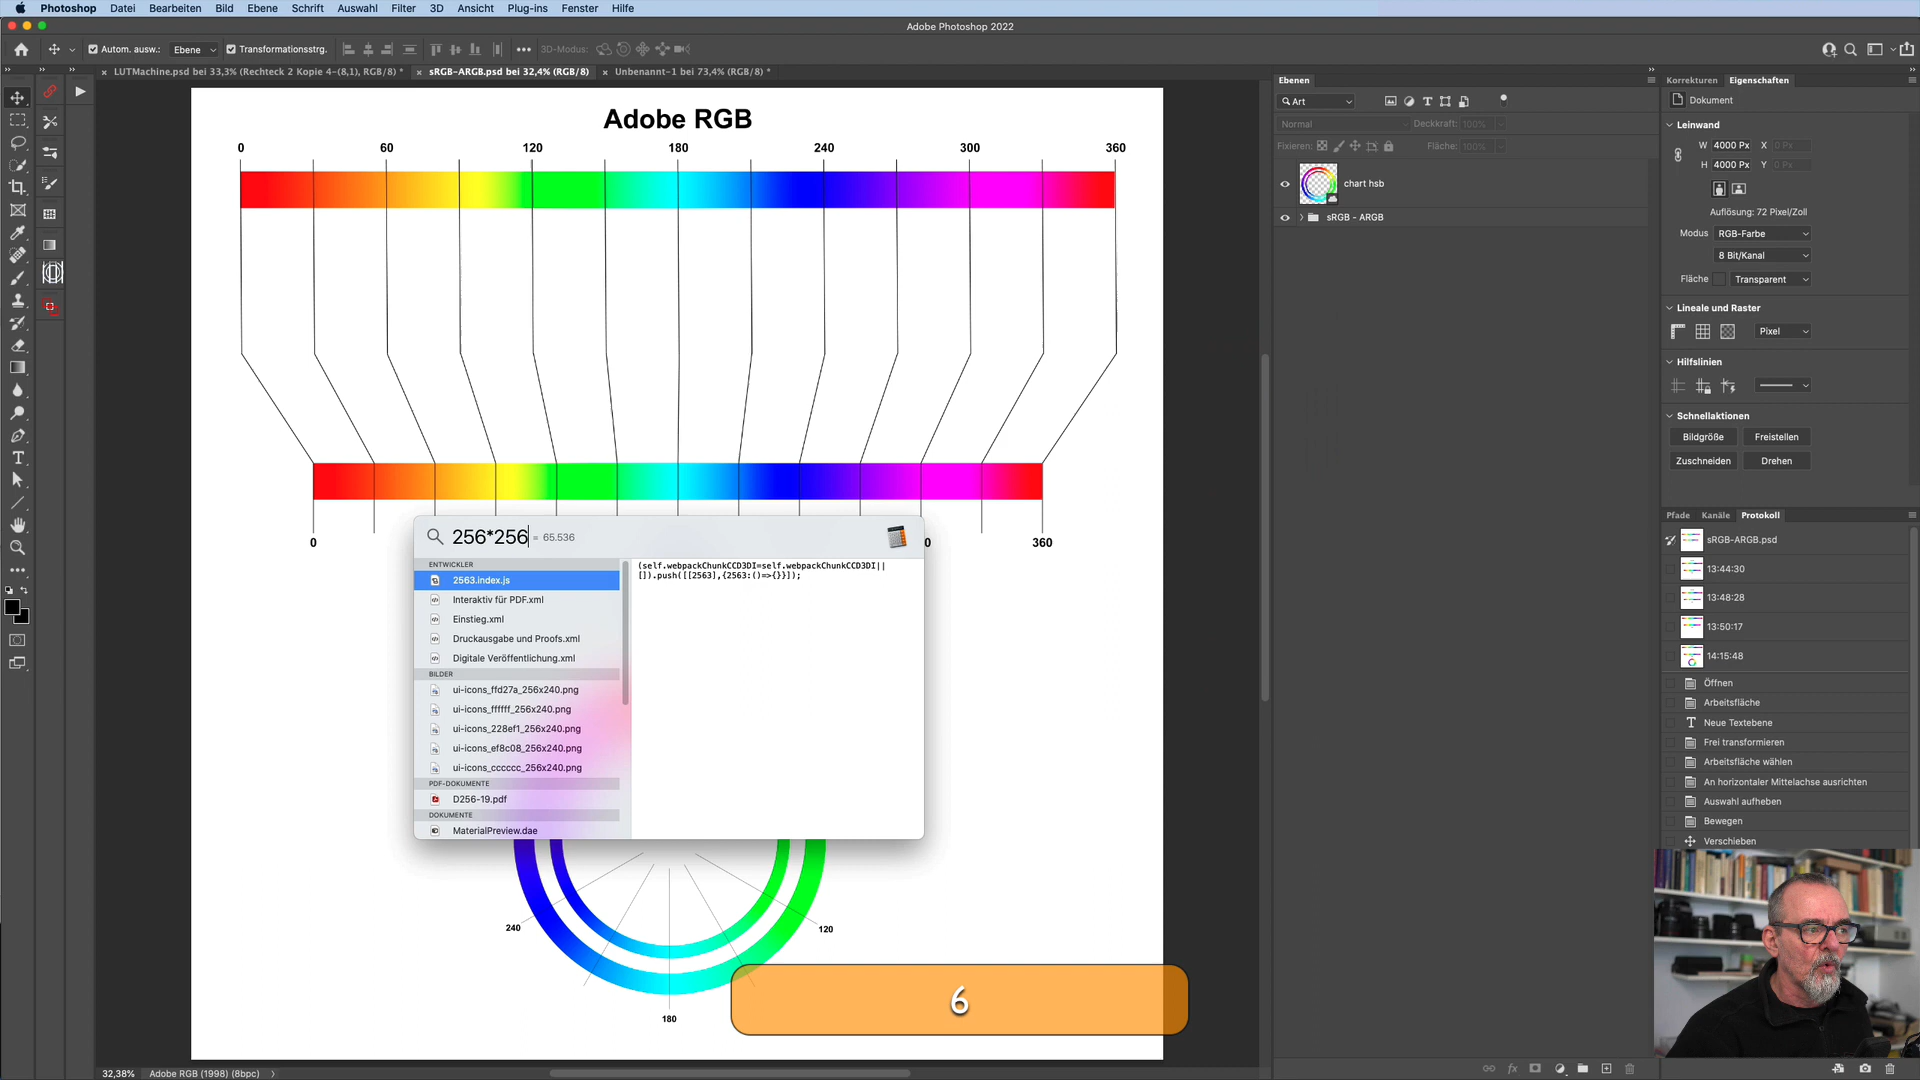 Photoshop Datei Bearbeiten Bild Ebene Schrift Auswahl Filter 3D Ansicht Plug-ins Fenster Hilfe
Adobe Photoshop 2022
Autom. ausw.: Ebene Transformationsstrg. 3D-Modus:
LUTMachine.psd bei 33,3% (Rechteck 2 Kopie 4-(8,1), RGB/8) *
sRGB-ARGB.psd bei 32,4% (RGB/8)
Unbenannt-1 bei 73,4% (RGB/8) *
Adobe RGB
0 60 120 180 240 300 360
0 0 360
256*256 = 65.536
ENTWICKLER
2563.index.js
Interaktiv für PDF.xml
Einstieg.xml
Druckausgabe und Proofs.xml
Digitale Veröffentlichung.xml
BILDER
ui-icons_ffd27a_256x240.png
ui-icons_ffffff_256x240.png
ui-icons_228ef1_256x240.png
ui-icons_ef8c08_256x240.png
ui-icons_cccccc_256x240.png
PDF-DOKUMENTE
D256-19.pdf
DOKUMENTE
MaterialPreview.dae
(self.webpackChunkCCD3DI=self.webpackChunkCCD3DI||
[]).push([[2563],{2563:()=>{}}]);
240 120
180
6
32,38% Adobe RGB (1998) (8bpc)
Ebenen
Art
Normal Deckkraft: 100%
Fixieren: Fläche: 100%
chart hsb
sRGB - ARGB
Korrekturen Eigenschaften
Dokument
Leinwand
W 4000 Px X 0 Px
H 4000 Px Y 0 Px
Auflösung: 72 Pixel/Zoll
Modus RGB-Farbe
8 Bit/Kanal
Fläche Transparent
Lineale und Raster
Pixel
Hilfslinien
Schnellaktionen
Bildgröße Freistellen
Zuschneiden Drehen
Pfade Kanäle Protokoll
sRGB-ARGB.psd
13:44:30
13:48:28
13:50:17
14:15:48
Öffnen
Arbeitsfläche
Neue Textebene
Frei transformieren
Arbeitsfläche wählen
An horizontaler Mittelachse ausrichten
Auswahl aufheben
Bewegen
Verschieben